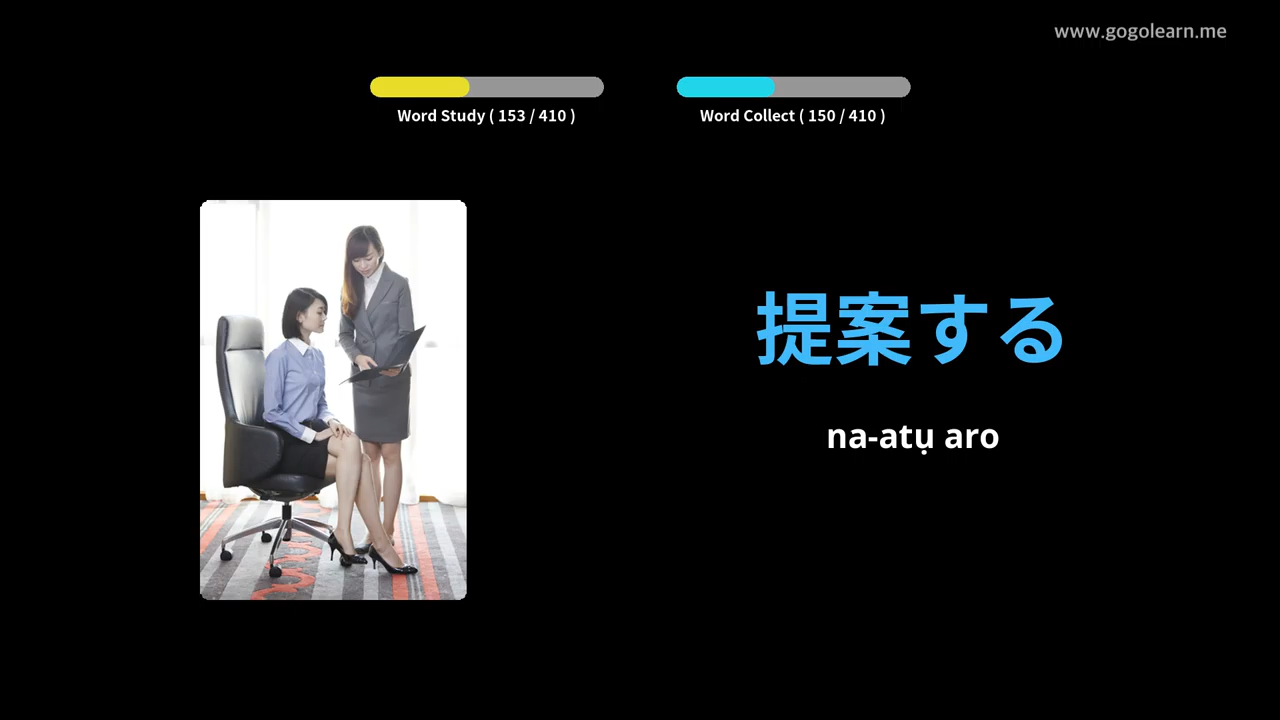 www.gogolearn.me
Word Study ( 153 / 410 )
Word Collect ( 150 / 410 )
提案する
na-atụ aro